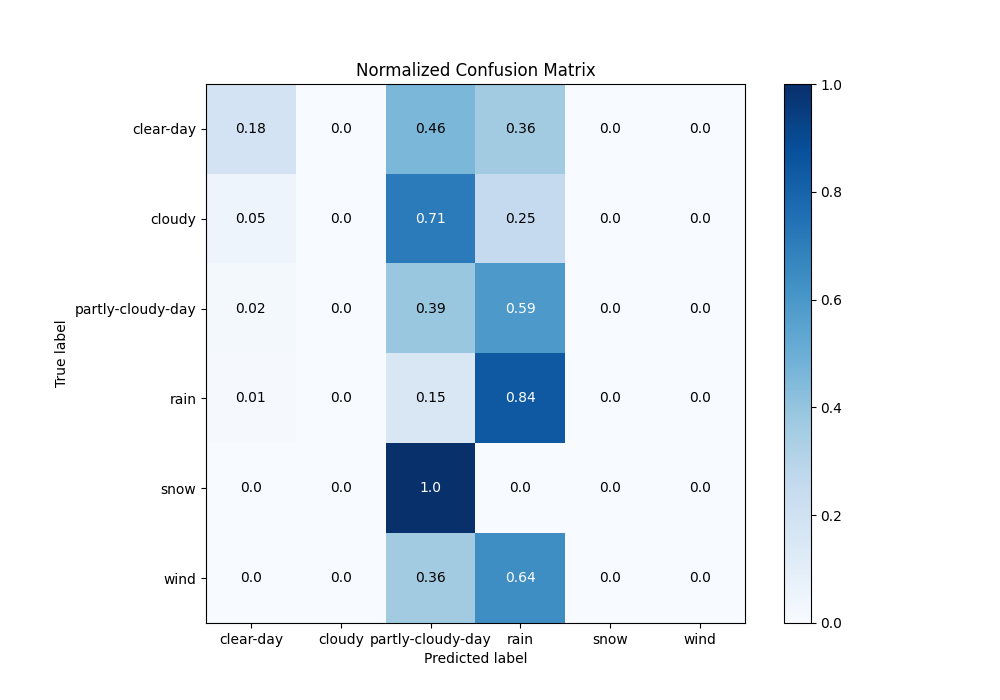 Normalized Confusion Matrix
clear-day 0.18 0.0 0.46 0.36 0.0 0.0
cloudy 0.05 0.0 0.71 0.25 0.0 0.0
partly-cloudy-day 0.02 0.0 0.39 0.59 0.0 0.0
rain 0.01 0.0 0.15 0.84 0.0 0.0
snow 0.0 0.0 1.0 0.0 0.0 0.0
wind 0.0 0.0 0.36 0.64 0.0 0.0
clear-day cloudy partly-cloudy-day rain snow wind
Predicted label
True label
1.0
0.8
0.6
0.4
0.2
0.0